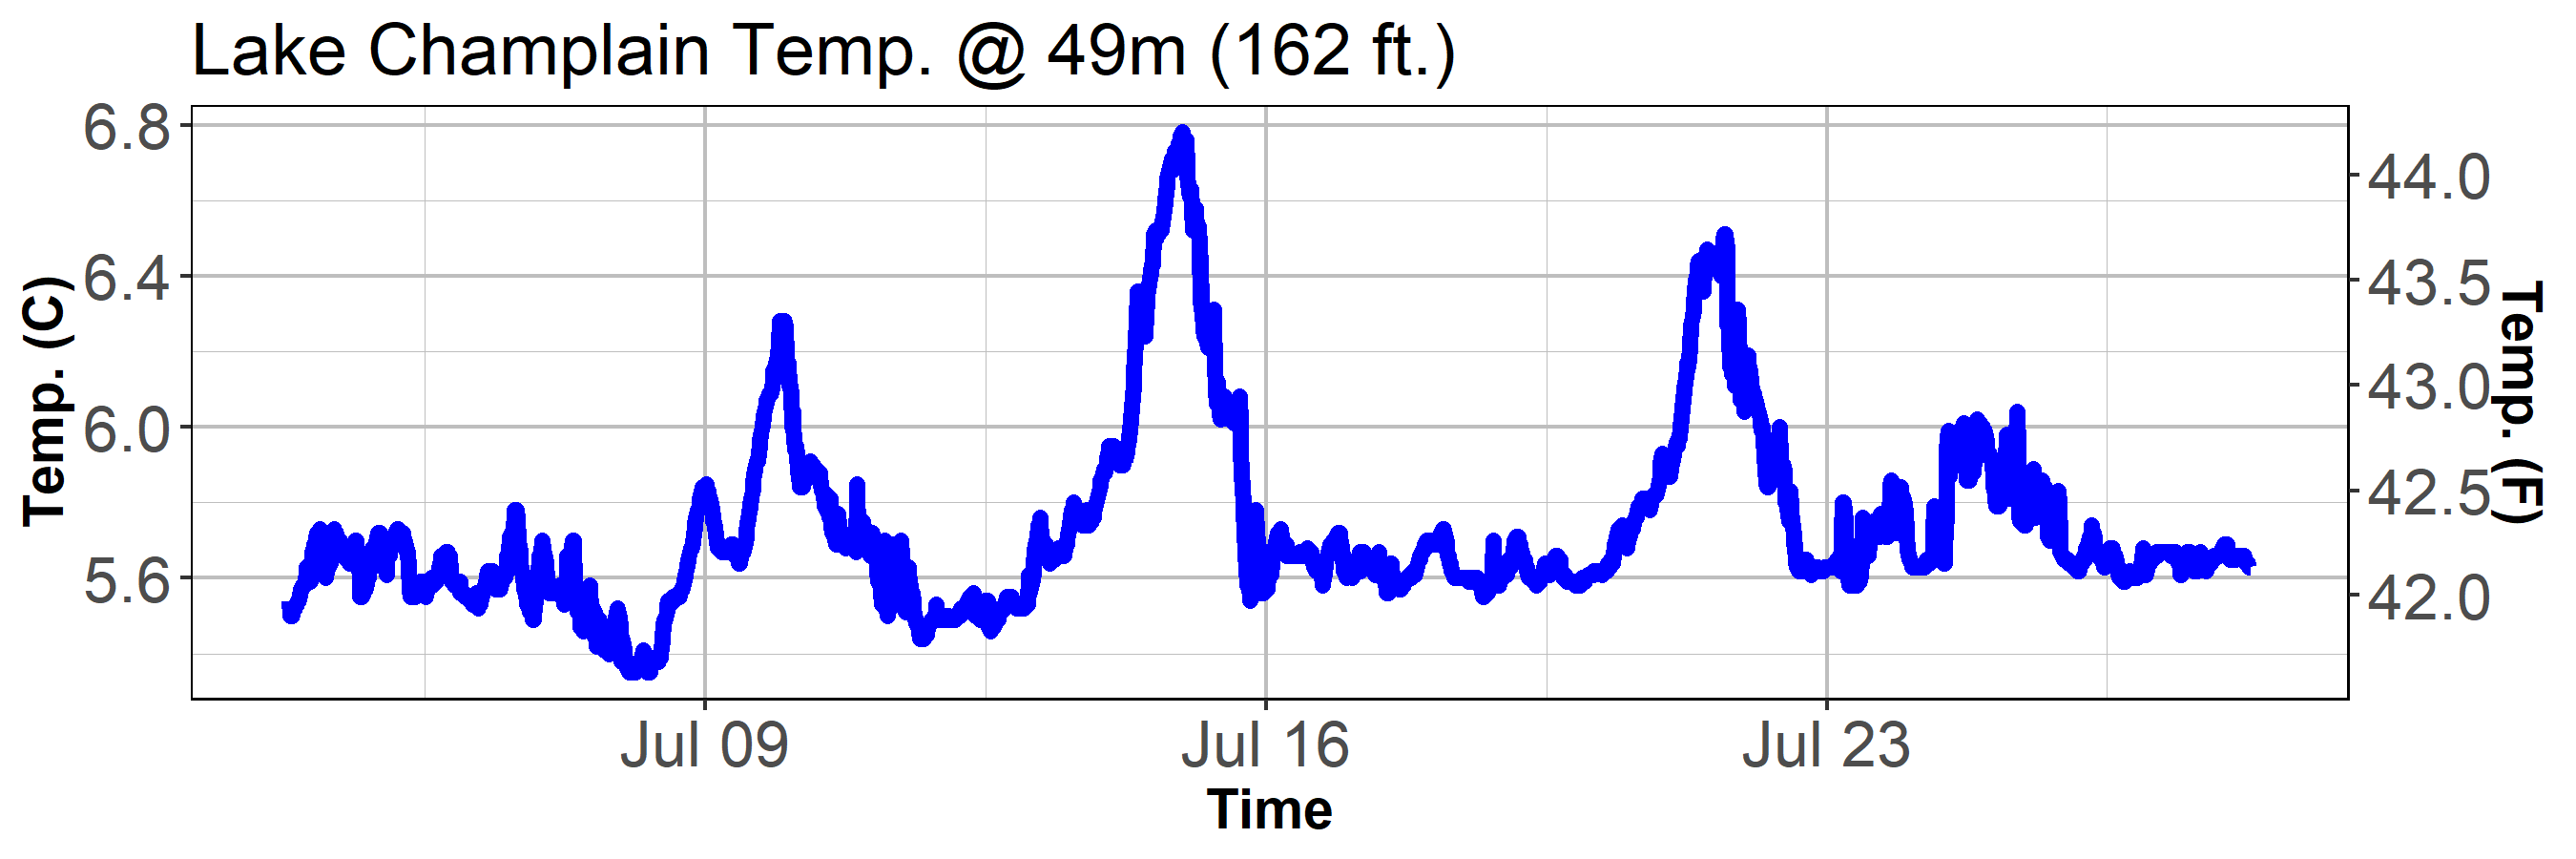 Lake Champlain Temp. @ 49m (162 ft.)
Temp. (C)
6.8
6.4
6.0
5.6
44.0
43.5
43.0
42.5
42.0
Temp. (F)
Jul 09 Jul 16 Jul 23
Time